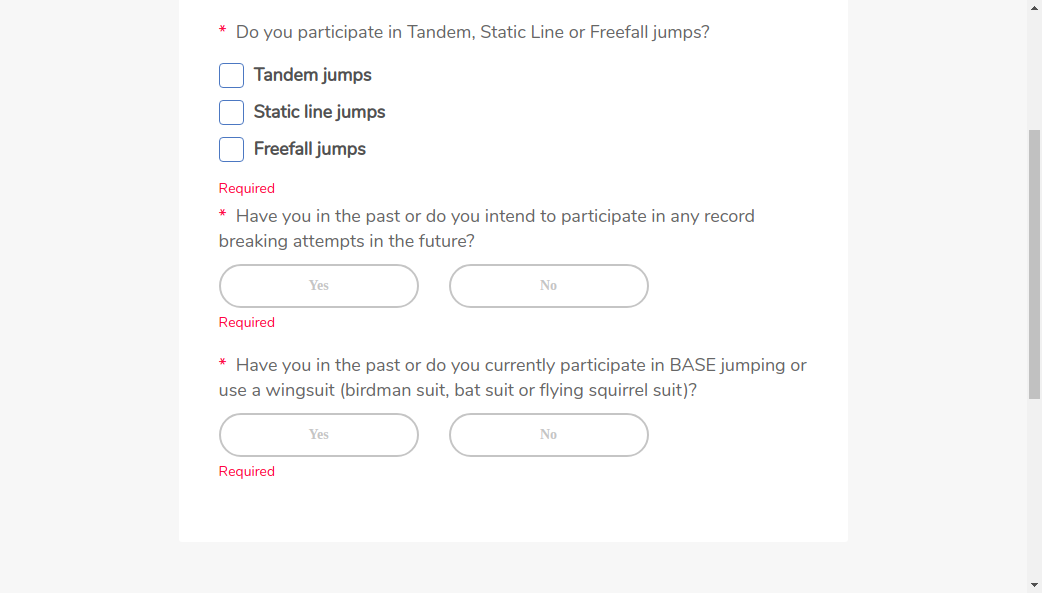 * Do you participate in Tandem, Static Line or Freefall jumps?
Tandem jumps
Static line jumps
Freefall jumps
Required
* Have you in the past or do you intend to participate in any record
breaking attempts in the future?
Yes No
Required
* Have you in the past or do you currently participate in BASE jumping or
use a wingsuit (birdman suit, bat suit or flying squirrel suit)?
Yes No
Required